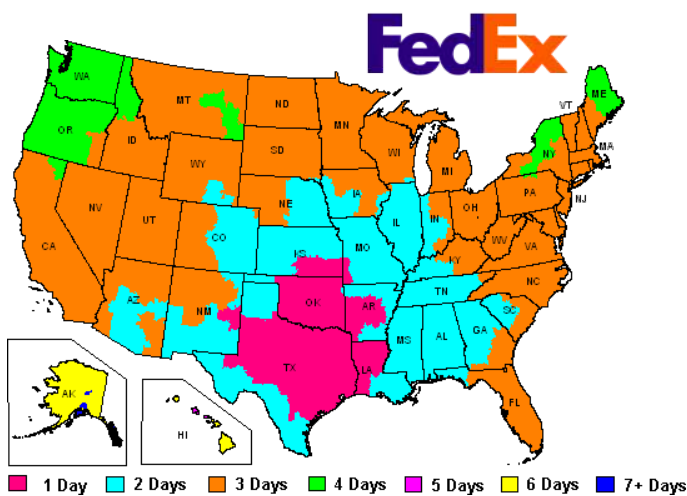 FedEx
WA
MT
ND
MN
ME
VT
OR
ID
SD
WI
MI
NY
MA
WY
IA
PA
NJ
NV
NE
IL
IN
OH
UT
CO
MO
WV
VA
CA
KS
KY
NC
AZ
NM
OK
AR
TN
SC
MS
AL
GA
TX
LA
FL
AK
HI
1 Day
2 Days
3 Days
4 Days
5 Days
6 Days
7+ Days